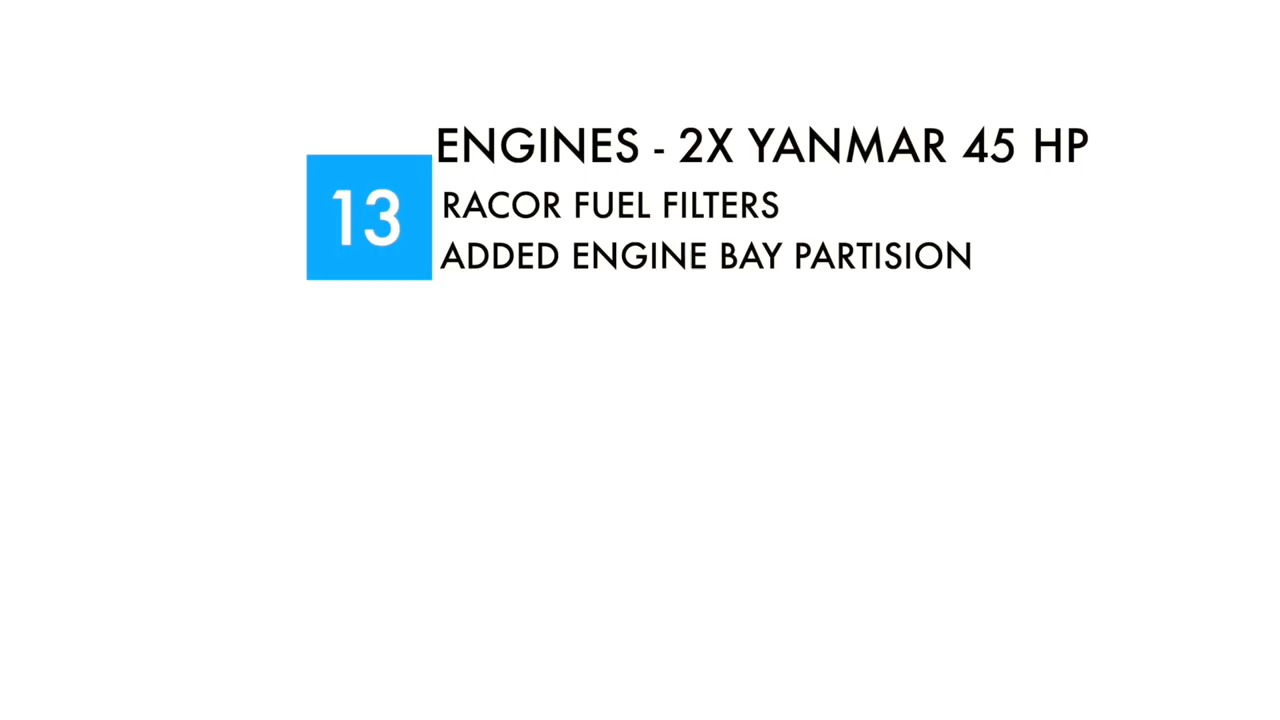 ENGINES - 2X YANMAR 45 HP
13
RACOR FUEL FILTERS
ADDED ENGINE BAY PARTISION